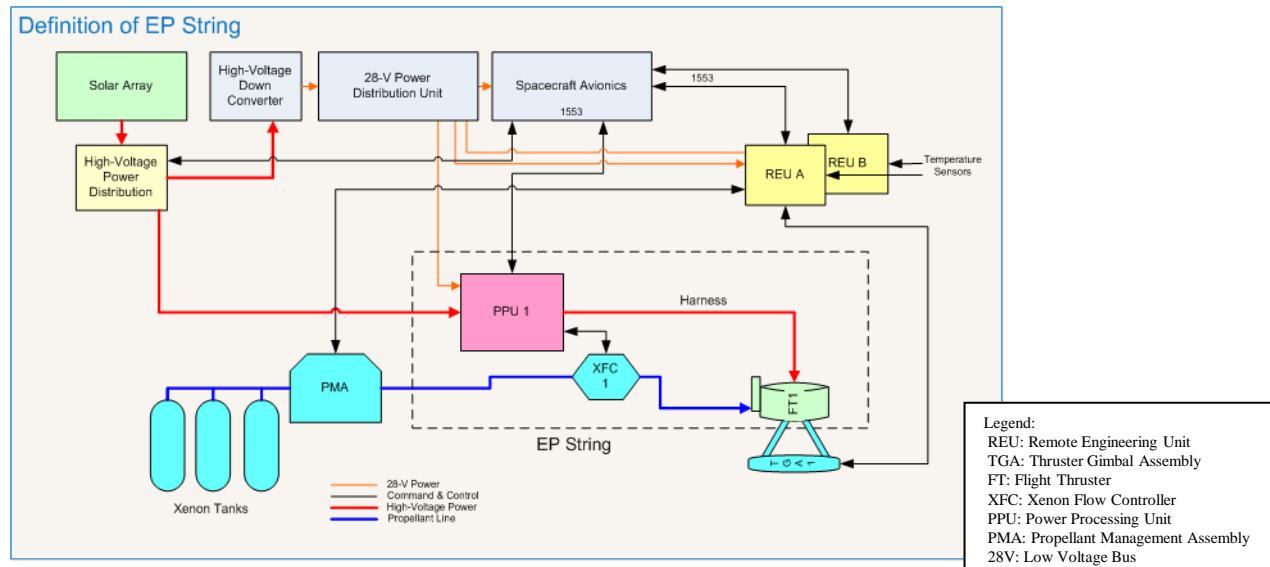 Definition of EP String
Solar Array
High-Voltage
Down
Converter
28-V Power
Distribution Unit
Spacecraft Avionics
1553
1553
High-Voltage
Power
Distribution
REU B
REU A
Temperature
Sensors
PPU 1
Harness
PMA
XFC
1
FT1
TGA1
EP String
Xenon Tanks
28-V Power
Command & Control
High-Voltage Power
Propellant Line
Legend:
REU: Remote Engineering Unit
TGA: Thruster Gimbal Assembly
FT: Flight Thruster
XFC: Xenon Flow Controller
PPU: Power Processing Unit
PMA: Propellant Management Assembly
28V: Low Voltage Bus